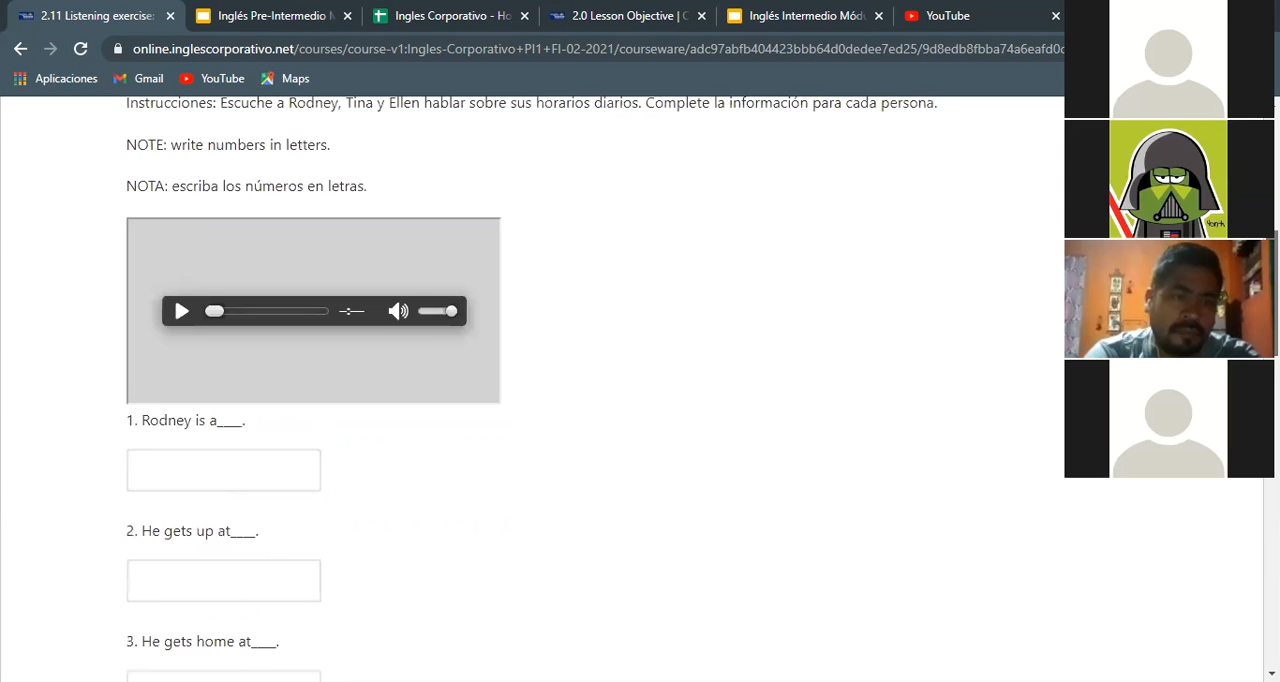 2.11 Listening exercise:
Inglés Pre-Intermedio
Ingles Corporativo - Ho
2.0 Lesson Objective | C
Inglés Intermedio Mód
YouTube
online.inglescorporativo.net/courses/course-v1:Ingles-Corporativo+PI1+FI-02-2021/courseware/adc97abfb404423bbb64d0dedee7ed25/9d8edb8fbba74a6eafd0c
Aplicaciones
Gmail
YouTube
Maps
Instrucciones: Escuche a Rodney, Tina y Ellen hablar sobre sus horarios diarios. Complete la información para cada persona.
NOTE: write numbers in letters.
NOTA: escriba los números en letras.
--:--
1. Rodney is a____.
2. He gets up at____.
3. He gets home at____.